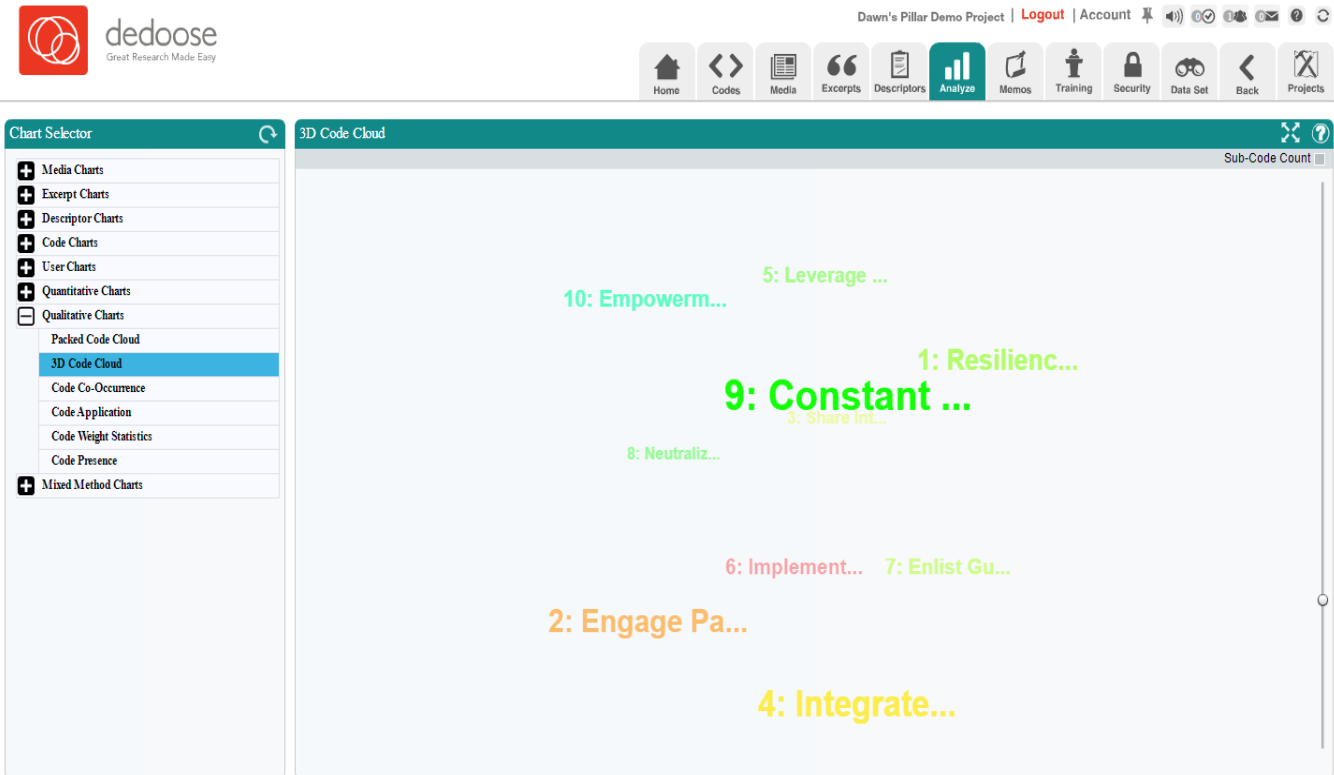 Dawn's Pillar Demo Project | Logout | Account
dedoose
Great Research Made Easy
Home
Codes
Media
Excerpts
Descriptors
Analyze
Memos
Training
Security
Data Set
Back
Projects
Chart Selector
Media Charts
Excerpt Charts
Descriptor Charts
Code Charts
User Charts
Quantitative Charts
Qualitative Charts
Packed Code Cloud
3D Code Cloud
Code Co-Occurrence
Code Application
Code Weight Statistics
Code Presence
Mixed Method Charts
3D Code Cloud
Sub-Code Count
5: Leverage ...
10: Empowerm...
1: Resilienc...
9: Constant ...
3: Share Int...
8: Neutraliz...
6: Implement...
7: Enlist Gu...
2: Engage Pa...
4: Integrate...